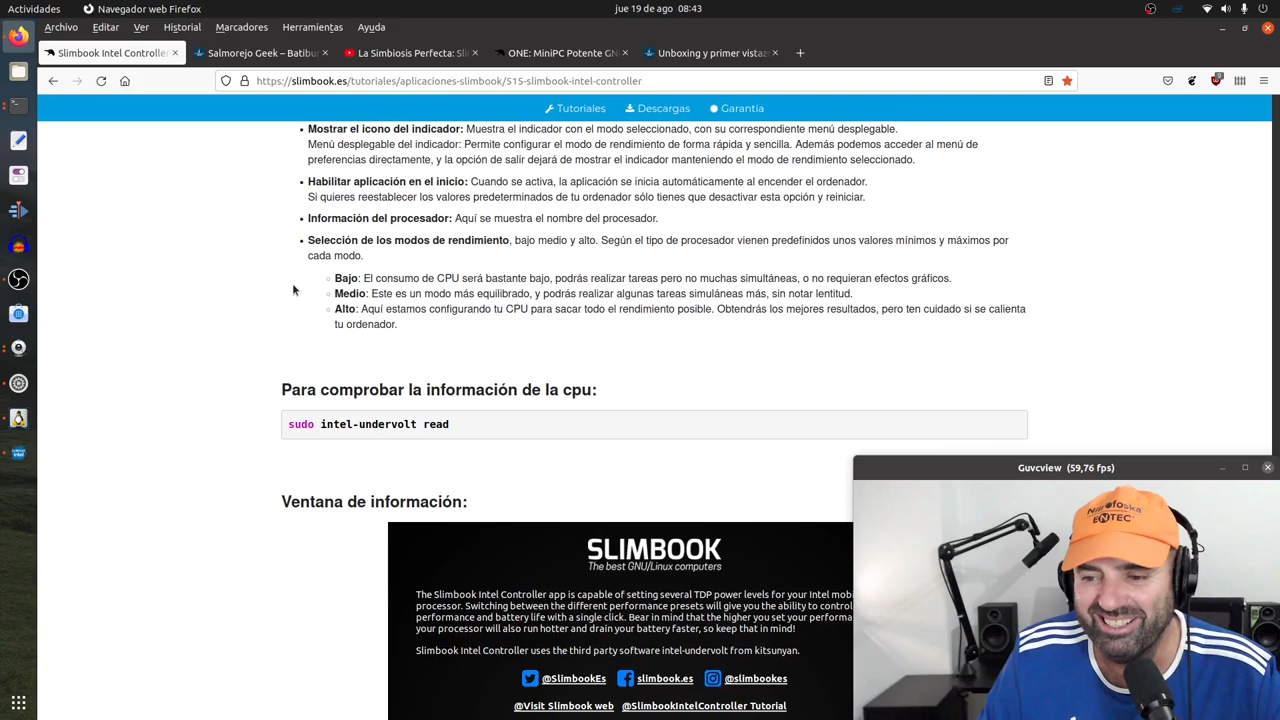 Actividades
Navegador web Firefox
jue 19 de ago 08:43
Archivo Editar Ver Historial Marcadores Herramientas Ayuda
Slimbook Intel Controller
Salmorejo Geek – Batibur
La Simbiosis Perfecta: Sli
ONE: MiniPC Potente GN
Unboxing y primer vistaz
https://slimbook.es/tutoriales/aplicaciones-slimbook/515-slimbook-intel-controller
Tutoriales Descargas Garantía
Mostrar el icono del indicador: Muestra el indicador con el modo seleccionado, con su correspondiente menú desplegable.
Menú desplegable del indicador: Permite configurar el modo de rendimiento de forma rápida y sencilla. Además podemos acceder al menú de
preferencias directamente, y la opción de salir dejará de mostrar el indicador manteniendo el modo de rendimiento seleccionado.
Habilitar aplicación en el inicio: Cuando se activa, la aplicación se inicia automáticamente al encender el ordenador.
Si quieres reestablecer los valores predeterminados de tu ordenador sólo tienes que desactivar esta opción y reiniciar.
Información del procesador: Aquí se muestra el nombre del procesador.
Selección de los modos de rendimiento, bajo medio y alto. Según el tipo de procesador vienen predefinidos unos valores mínimos y máximos por
cada modo.
Bajo: El consumo de CPU será bastante bajo, podrás realizar tareas pero no muchas simultáneas, o no requieran efectos gráficos.
Medio: Este es un modo más equilibrado, y podrás realizar algunas tareas simuláneas más, sin notar lentitud.
Alto: Aquí estamos configurando tu CPU para sacar todo el rendimiento posible. Obtendrás los mejores resultados, pero ten cuidado si se calienta
tu ordenador.
Para comprobar la información de la cpu:
sudo intel-undervolt read
Ventana de información:
Guvcview (59,76 fps)
SLIMBOOK
The best GNU/Linux computers
The Slimbook Intel Controller app is capable of setting several TDP power levels for your Intel mobi
processor. Switching between the different performance presets will give you the ability to control
performance and battery life with a single click. Bear in mind that the higher you set your performa
your processor will also run hotter and drain your battery faster, so keep that in mind!
Slimbook Intel Controller uses the third party software intel-undervolt from kitsunyan.
@SlimbookEs slimbook.es @slimbookes
@Visit Slimbook web @SlimbookIntelController Tutorial
Nitrofoska
ENTEC